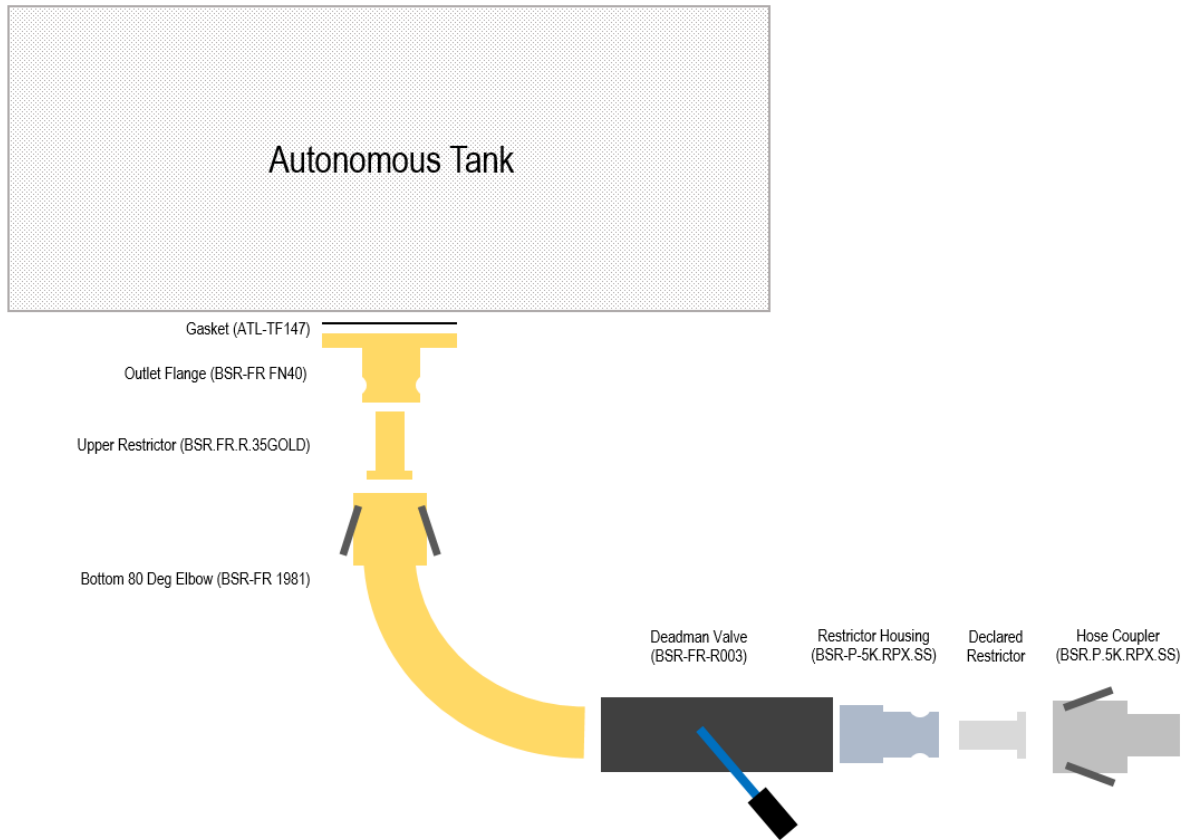 Autonomous Tank
Gasket (ATL-TF147)
Outlet Flange (BSR-FR FN40)
Upper Restrictor (BSR.FR.R.35GOLD)
Bottom 80 Deg Elbow (BSR-FR 1981)
Deadman Valve
(BSR-FR-R003)
Restrictor Housing
(BSR-P-5K.RPX.SS)
Declared
Restrictor
Hose Coupler
(BSR.P.5K.RPX.SS)